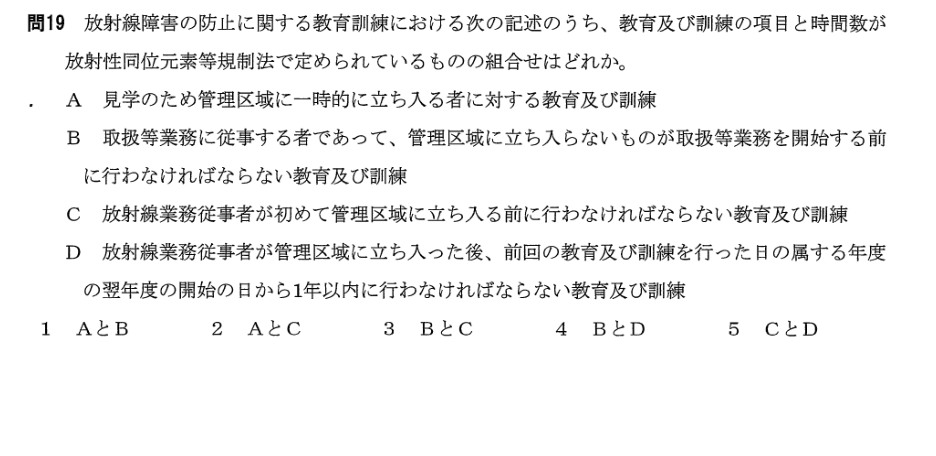 問19 放射線障害の防止に関する教育訓練における次の記述のうち、教育及び訓練の項目と時間数が
放射性同位元素等規制法で定められているものの組合せはどれか。
. A 見学のため管理区域に一時的に立ち入る者に対する教育及び訓練
B 取扱等業務に従事する者であって、管理区域に立ち入らないものが取扱等業務を開始する前
に行わなければならない教育及び訓練
C 放射線業務従事者が初めて管理区域に立ち入る前に行わなければならない教育及び訓練
D 放射線業務従事者が管理区域に立ち入った後、前回の教育及び訓練を行った日の属する年度
の翌年度の開始の日から1年以内に行わなければならない教育及び訓練
1 AとB 2 AとC 3 BとC 4 BとD 5 CとD